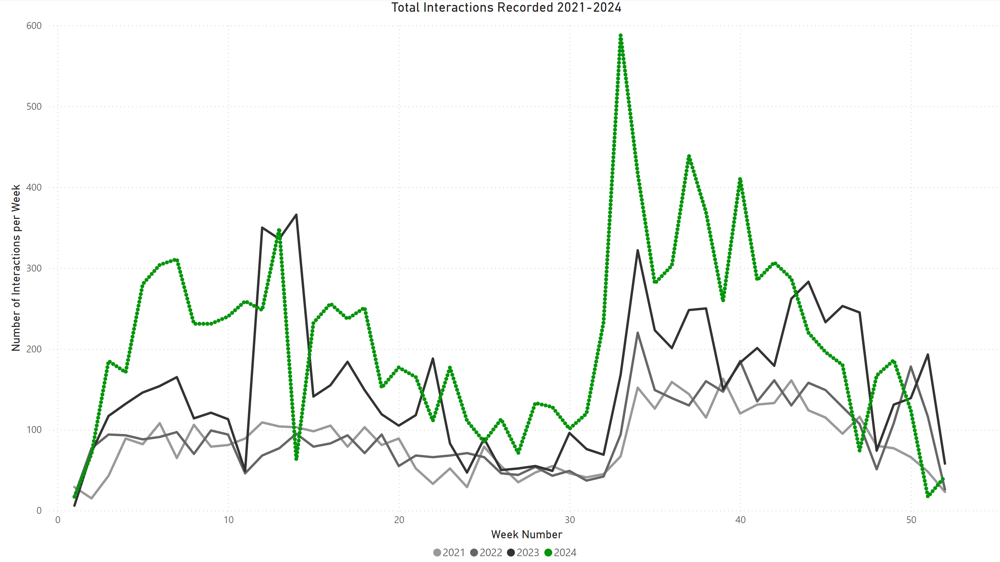 Total Interactions Recorded 2021-2024
Number of Interactions per Week
600
500
400
300
200
100
0
0 10 20 30 40 50
Week Number
2021 2022 2023 2024